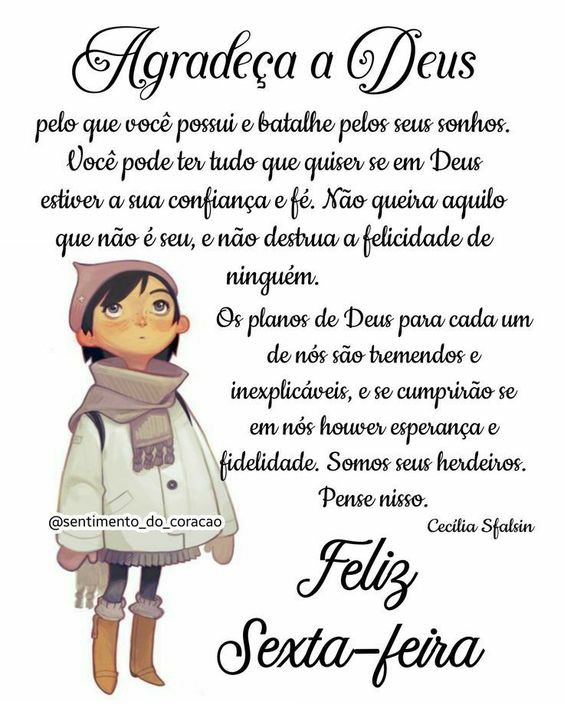 Agradeça a Deus
pelo que você possui e batalhe pelos seus sonhos.
Você pode ter tudo que quiser se em Deus
estiver a sua confiança e fé. Não queira aquilo
que não é seu, e não destrua a felicidade de
ninguém.
Os planos de Deus para cada um
de nós são tremendos e
inexplicáveis, e se cumprirão se
em nós houver esperança e
fidelidade. Somos seus herdeiros.
Pense nisso.
Cecília Sfalsin
@sentimento_do_coracao
Feliz
Sexta-feira